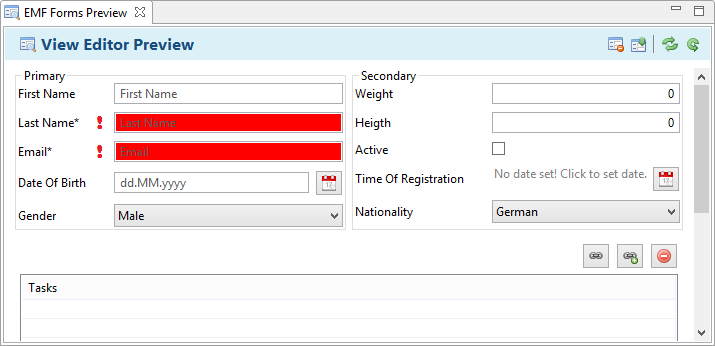 EMF Forms Preview
View Editor Preview
Primary
First Name First Name
Last Name* Last Name
Email* Email
Date Of Birth dd.MM.yyyy
Gender Male
Secondary
Weight 0
Heigth 0
Active
Time Of Registration No date set! Click to set date.
Nationality German
Tasks